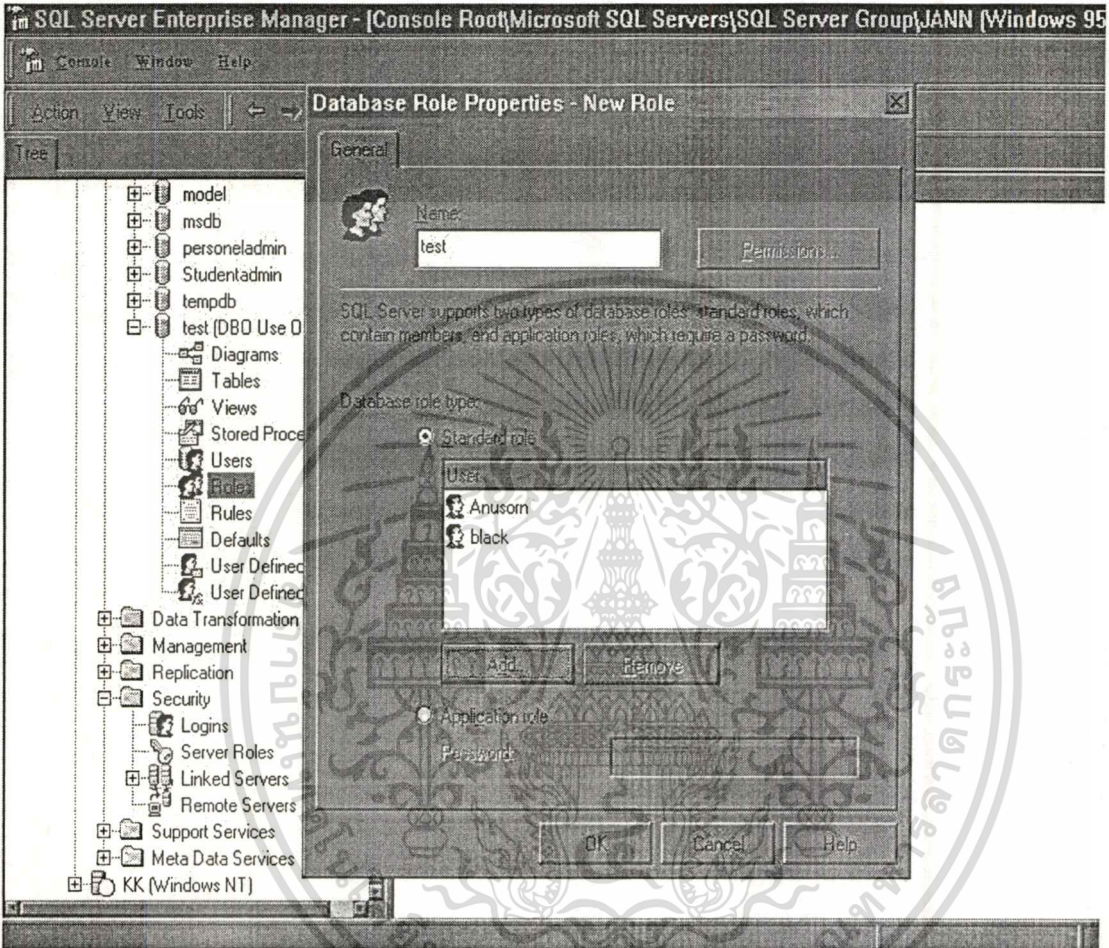 SQL Server Enterprise Manager - [Console Root\Microsoft SQL Servers\SQL Server Group\JANN (Windows 95
Console Window Help
Action View Tools
Tree
model
msdb
personeladmin
Studentadmin
tempdb
test (DBO Use O
Diagrams
Tables
Views
Stored Proce
Users
Roles
Rules
Defaults
User Defined
User Defined
Data Transformation
Management
Replication
Security
Logins
Server Roles
Linked Servers
Remote Servers
Support Services
Meta Data Services
KK (Windows NT)
Database Role Properties - New Role
General
Name:
test
Permissions...
SQL Server supports two types of database roles: standard roles, which
contain members, and application roles, which require a password.
Database role type:
Standard role
User
Anusorn
black
Add...
Remove
Application role
Password:
OK
Cancel
Help